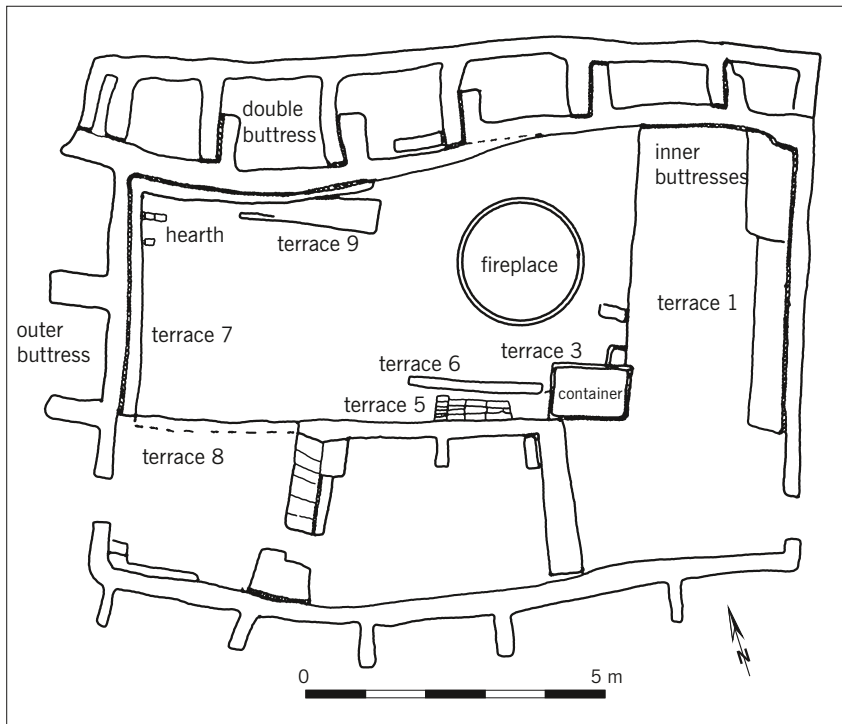 double
buttress
inner
buttresses
hearth
terrace 9
fireplace
terrace 7
terrace 1
outer
buttress
terrace 3
terrace 6
container
terrace 5
terrace 8
N
0
5 m